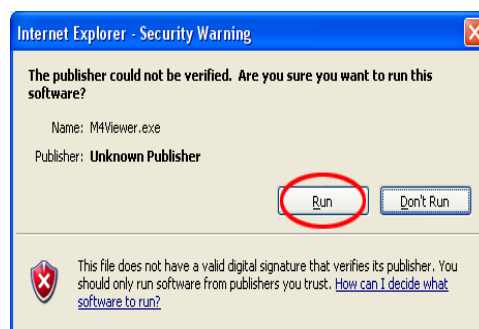 Internet Explorer - Security Warning
The publisher could not be verified.  Are you sure you want to run this
software?
Name: M4Viewer.exe
Publisher: Unknown Publisher
Run Don't Run
This file does not have a valid digital signature that verifies its publisher. You
should only run software from publishers you trust. How can I decide what
software to run?